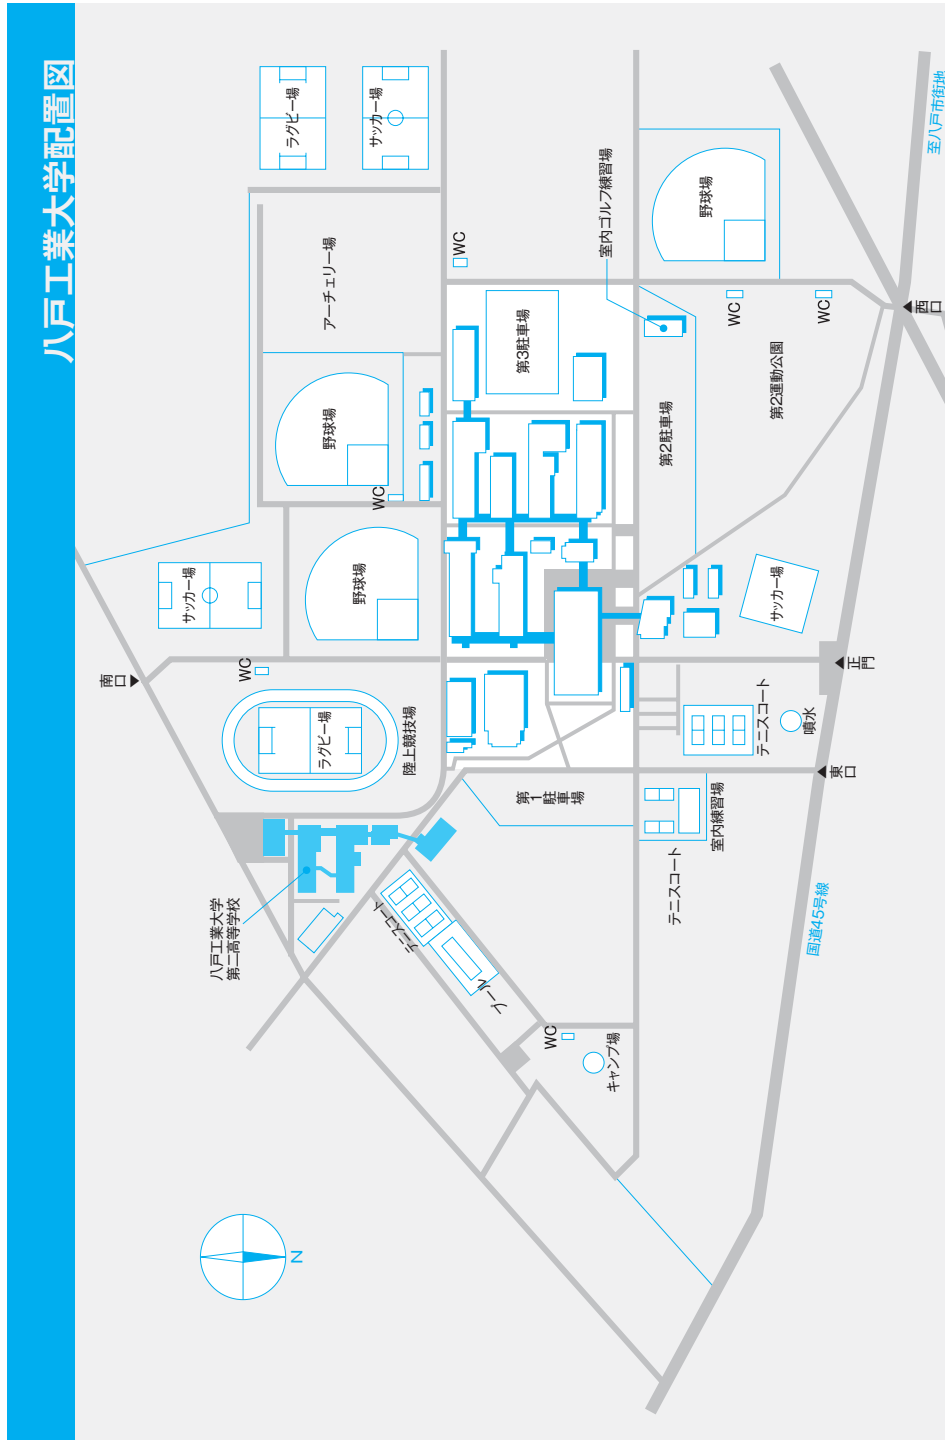 八戸工業大学配置図
至八戸市街地
ラグビー場
サッカー場
室内ゴルフ練習場
野球場
WC
アーチェリー場
第3駐車場
WC
WC
西口
第2運動公園
野球場
第2駐車場
WC
サッカー場
野球場
サッカー場
南口
WC
正門
ラグビー場
陸上競技場
テニスコート
噴水
東口
第1駐車場
室内練習場
テニスコート
八戸工業大学
第二高等学校
テニスコート
プール
国道45号線
WC
キャンプ場
N